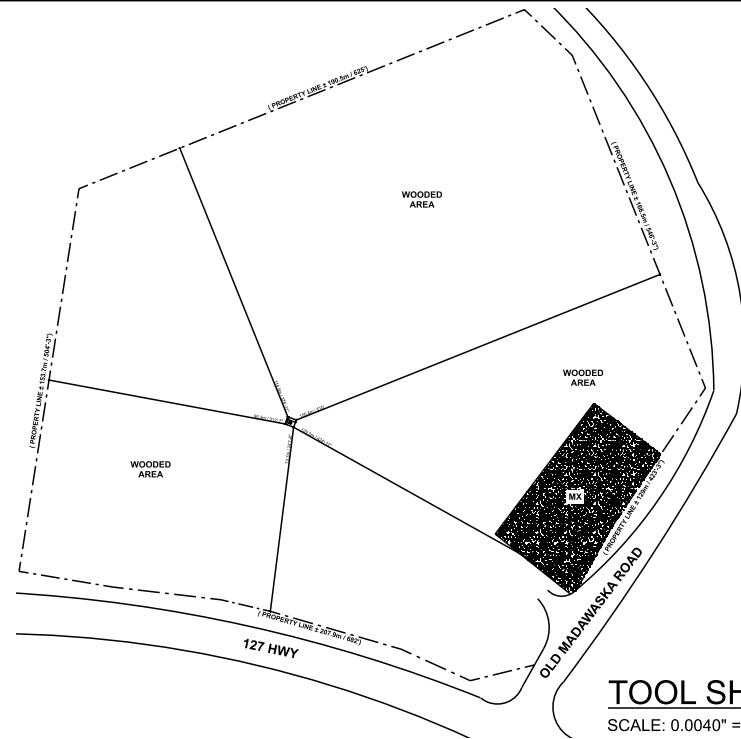 ( PROPERTY LINE ± 190.5m / 625')
( PROPERTY LINE ± 166.5m / 546'-3")
WOODED
AREA
( PROPERTY LINE ± 153.7m / 504'-3")
WOODED
AREA
WOODED
AREA
MX
( PROPERTY LINE ± 129m / 423'-3")
( PROPERTY LINE ± 207.9m / 682')
127 HWY
OLD MADAWASKA ROAD
TOOL SH
SCALE: 0.0040" =